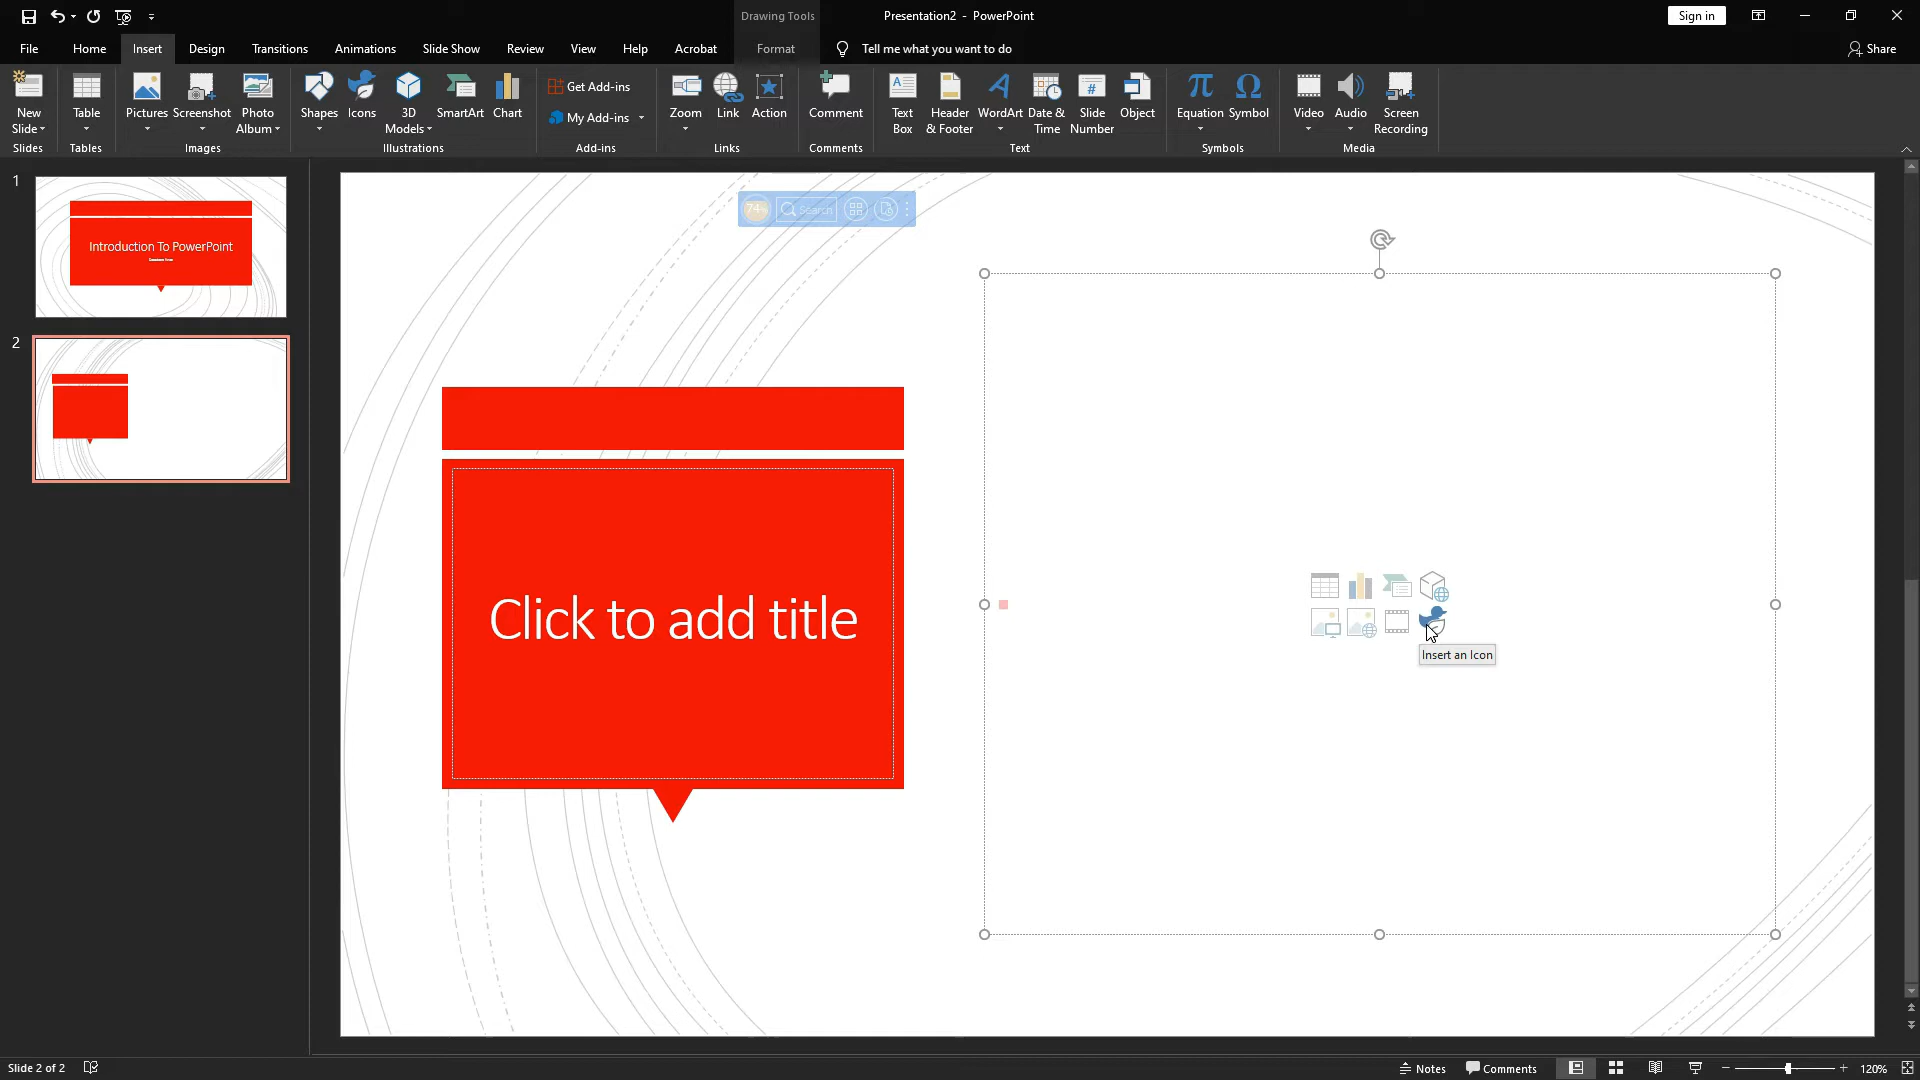 Drawing Tools
Presentation2 - PowerPoint
Sign in
File Home Insert Design Transitions Animations Slide Show Review View Help Acrobat Format Tell me what you want to do Share
New Slide
Table
Pictures
Screenshot
Photo Album
Shapes
Icons
3D Models
SmartArt
Chart
Get Add-ins
My Add-ins
Zoom
Link
Action
Comment
Text Box
Header & Footer
WordArt
Date & Time
Slide Number
Object
Equation
Symbol
Video
Audio
Screen Recording
Slides Tables Images Illustrations Add-ins Links Comments Text Symbols Media
1
Introduction To PowerPoint
2
74%
Search
Click to add title
Insert an Icon
Slide 2 of 2
Notes
Comments
120%